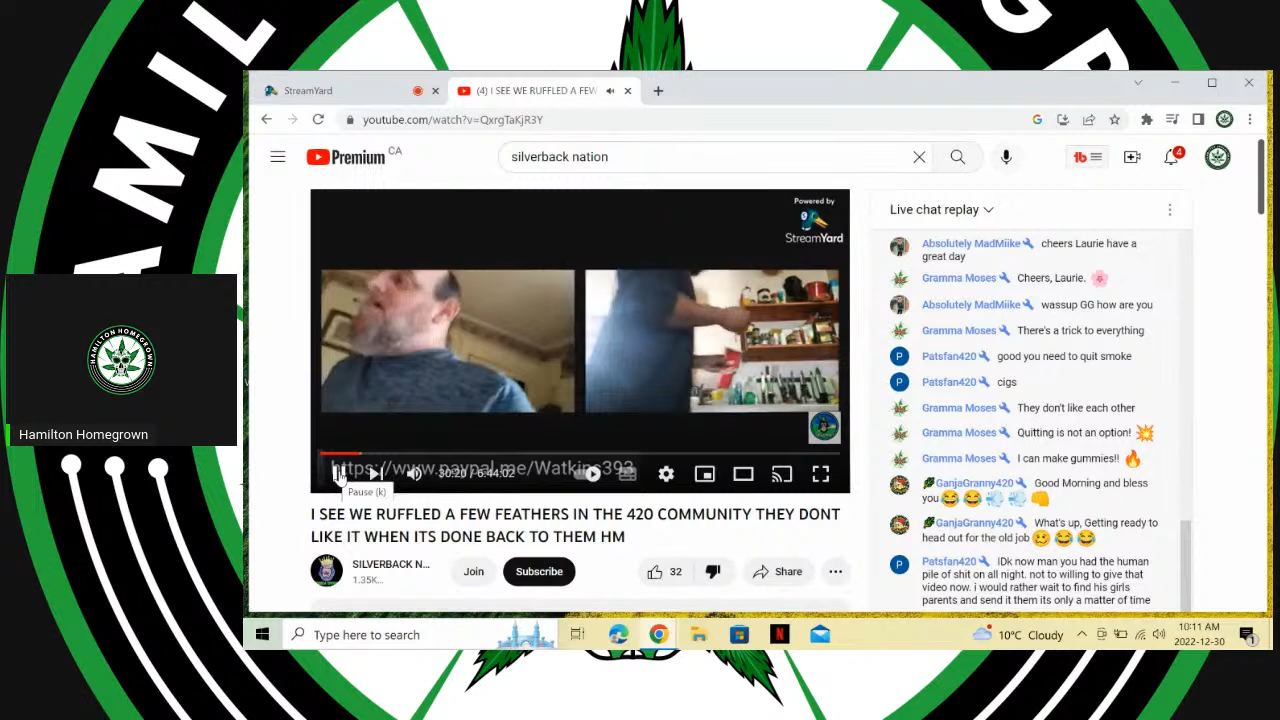 AMIL
GR
StreamYard
(4) I SEE WE RUFFLED A FEW
youtube.com/watch?v=QxrgTaKjR3Y
Premium CA
silverback nation
4
Powered by
StreamYard
https://www.paypal.me/Watkins393
30:20 / 6:44:02
Pause (k)
I SEE WE RUFFLED A FEW FEATHERS IN THE 420 COMMUNITY THEY DONT
LIKE IT WHEN ITS DONE BACK TO THEM HM
SILVERBACK N...
1.35K...
Join
Subscribe
32
Share
Live chat replay
Absolutely MadMiike cheers Laurie have a
great day
Gramma Moses Cheers, Laurie.
Absolutely MadMiike wassup GG how are you
Gramma Moses There's a trick to everything
P Patsfan420 good you need to quit smoke
P Patsfan420 cigs
Gramma Moses They don't like each other
Gramma Moses Quitting is not an option!
Gramma Moses I can make gummies!!
GanjaGranny420 Good Morning and bless
you
GanjaGranny420 What's up, Getting ready to
head out for the old job
P Patsfan420 IDk now man you had the human
pile of shit on all night. not to willing to give that
video now. i would rather wait to find his girls
parents and send it them its only a matter of time
HAMILTON HOMEGROWN
Hamilton Homegrown
Type here to search
10°C Cloudy
10:11 AM
2022-12-30
1